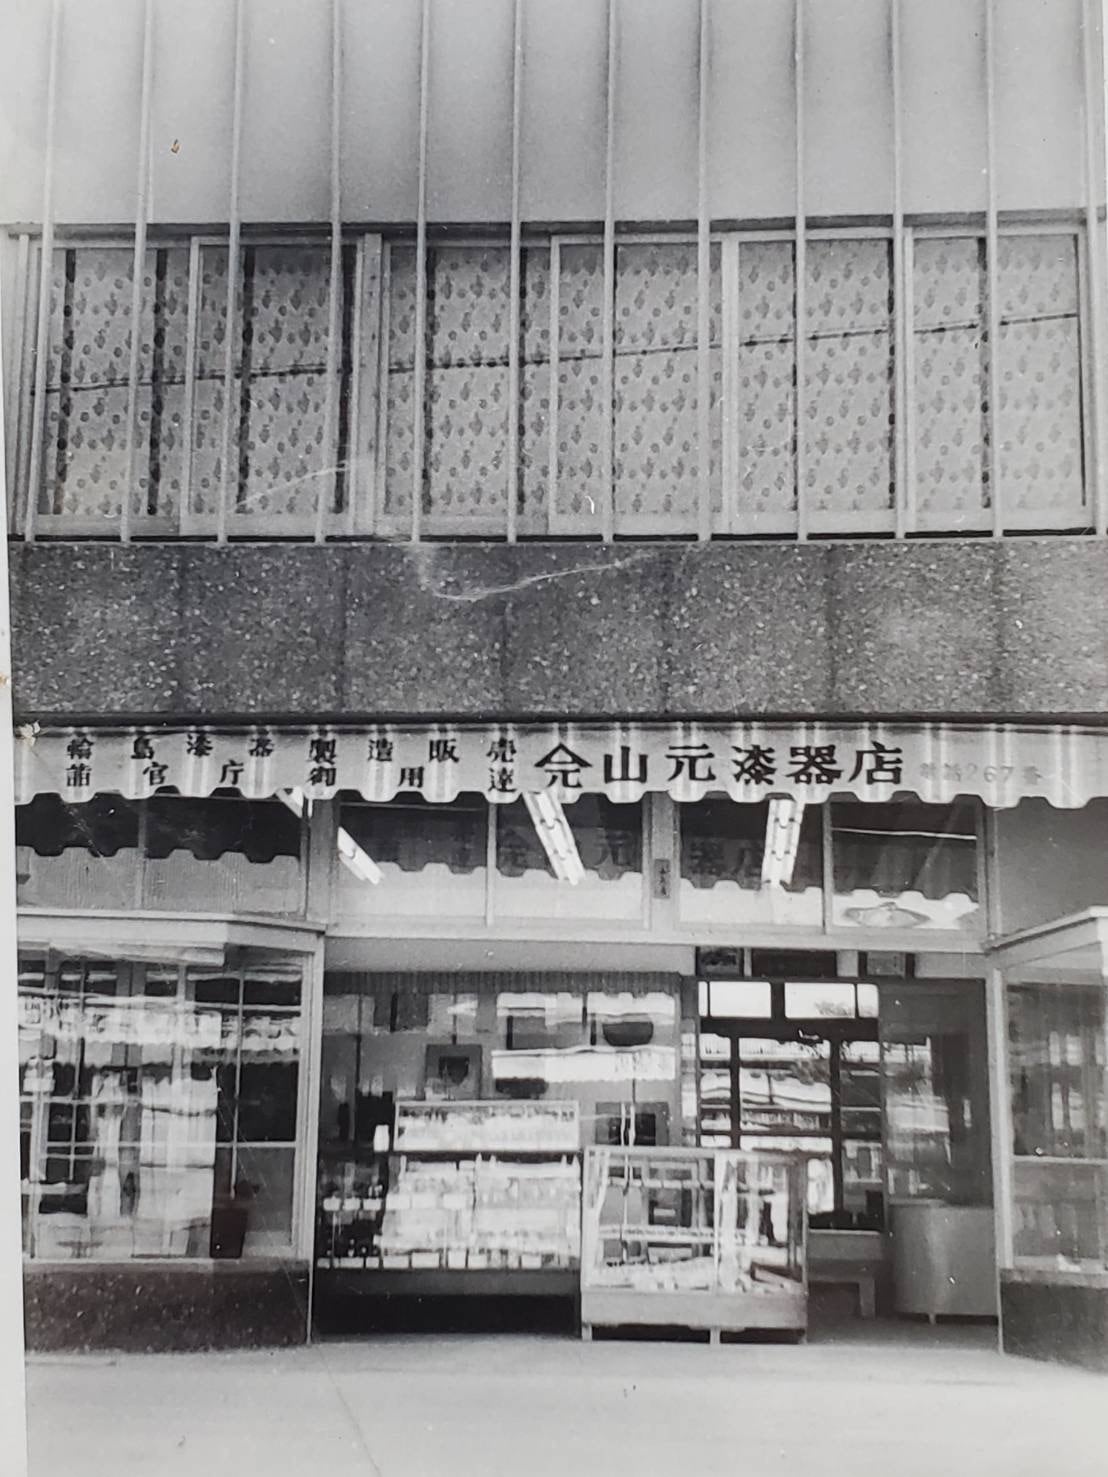 輪島漆器製造販売
諸官庁御用達
山元漆器店
電話267番